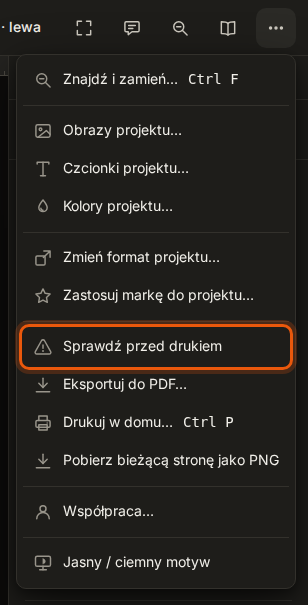 · lewa
Znajdź i zamień... Ctrl F
Obrazy projektu...
Czcionki projektu...
Kolory projektu...
Zmień format projektu...
Zastosuj markę do projektu...
Sprawdź przed drukiem
Eksportuj do PDF...
Drukuj w domu... Ctrl P
Pobierz bieżącą stronę jako PNG
Współpraca...
Jasny / ciemny motyw